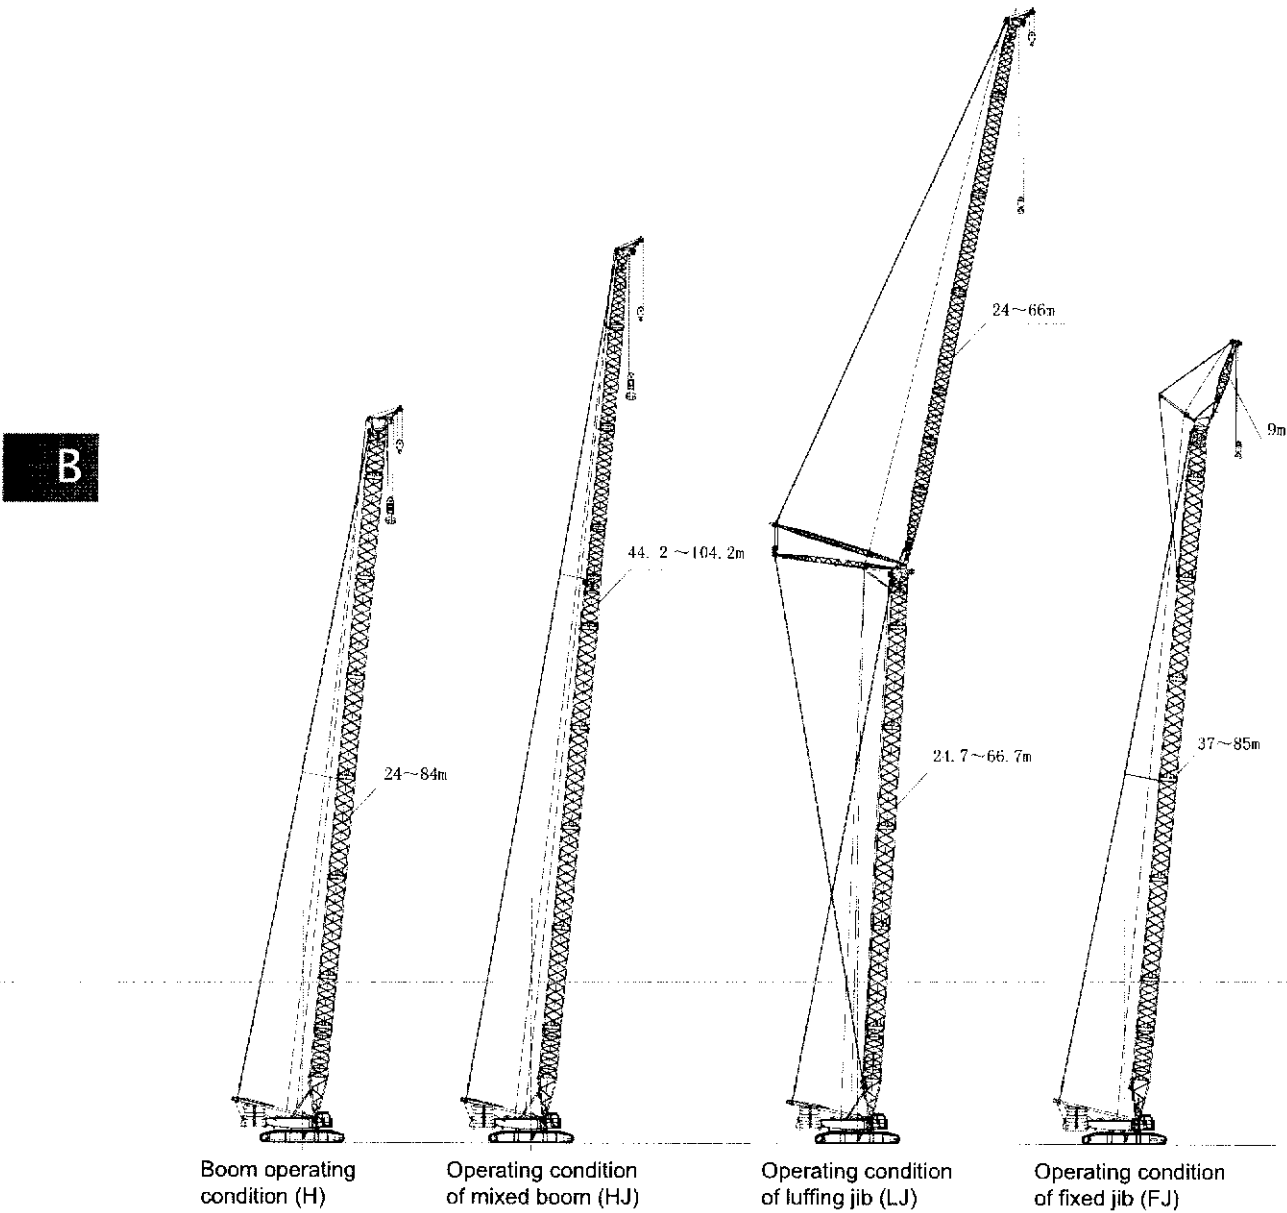 24~66m
9m
B
44.2~104.2m
37~85m
21.7~66.7m
24~84m
Boom operating
condition (H)
Operating condition
of mixed boom (HJ)
Operating condition
of luffing jib (LJ)
Operating condition
of fixed jib (FJ)